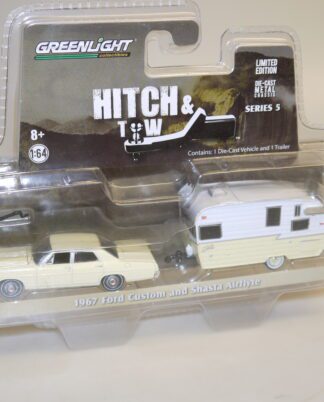 GREENLIGHT
collectibles
LIMITED
EDITION
DIE-CAST
METAL
CHASSIS
HITCH &
TOW
SERIES 5
8+
1:64
Contains: 1 Die-Cast Vehicle and 1 Trailer
1967 Ford Custom and Shasta Airflyte